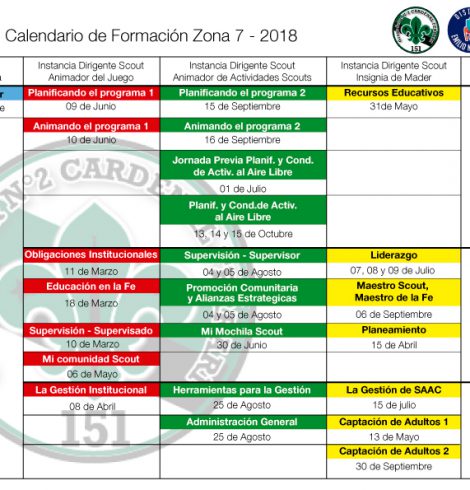 Calendario de Formación Zona 7 - 2018
151
Instancia Dirigente Scout
Animador del Juego
Instancia Dirigente Scout
Animador de Actividades Scouts
Instancia Dirigente Scout
Insignia de Mader
Planificando el programa 1
09 de Junio
Planificando el programa 2
15 de Septiembre
Recursos Educativos
31de Mayo
Animando el programa 1
10 de Junio
Animando el programa 2
16 de Septiembre
Jornada Previa Planif. y Cond.
de Activ. al Aire Libre
01 de Julio
Planif. y Cond.de Activ.
al Aire Libre
13, 14 y 15 de Octubre
Obligaciones Institucionales
11 de Marzo
Supervisión - Supervisor
04 y 05 de Agosto
Liderazgo
07, 08 y 09 de Julio
Educación en la Fe
18 de Marzo
Promoción Comunitaria
y Alianzas Estrategicas
04 y 05 de Agosto
Maestro Scout,
Maestro de la Fe
06 de Septiembre
Supervisión - Supervisado
10 de Marzo
Mi Mochila Scout
30 de Junio
Planeamiento
15 de Abril
Mi comunidad Scout
06 de Mayo
La Gestión Institucional
08 de Abril
Herramientas para la Gestión
25 de Agosto
La Gestión de SAAC
15 de julio
Administración General
25 de Agosto
Captación de Adultos 1
13 de Mayo
Captación de Adultos 2
30 de Septiembre
Nº2 CARDENAL
151